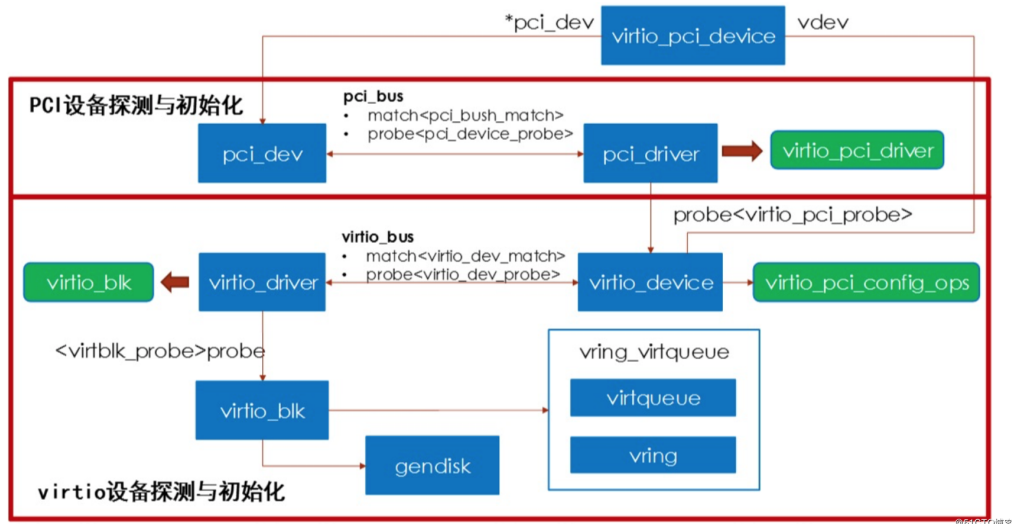 *pci_dev
virtio_pci_device
vdev
PCI设备探测与初始化
pci_bus
• match<pci_bush_match>
• probe<pci_device_probe>
pci_dev
pci_driver
virtio_pci_driver
probe<virtio_pci_probe>
virtio_bus
• match<virtio_dev_match>
• probe<virtio_dev_probe>
virtio_blk
virtio_driver
virtio_device
virtio_pci_config_ops
<virtblk_probe>probe
vring_virtqueue
virtio_blk
virtqueue
gendisk
vring
virtio设备探测与初始化